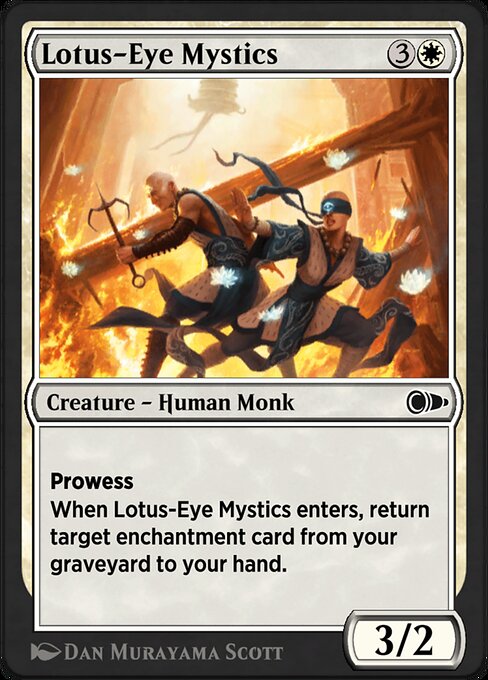 Lotus-Eye Mystics 3
Creature – Human Monk
Prowess
When Lotus-Eye Mystics enters, return
target enchantment card from your
graveyard to your hand.
3/2
Dan Murayama Scott